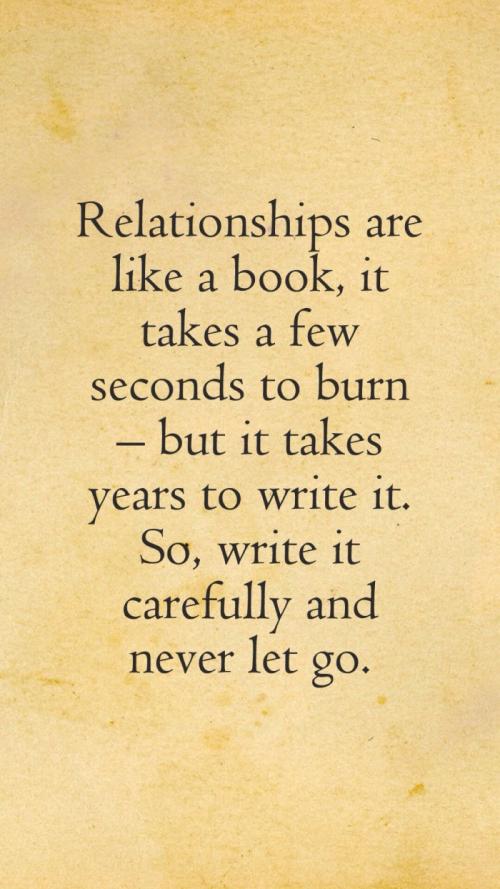 Relationships are
like a book, it
takes a few
seconds to burn
– but it takes
years to write it.
So, write it
carefully and
never let go.